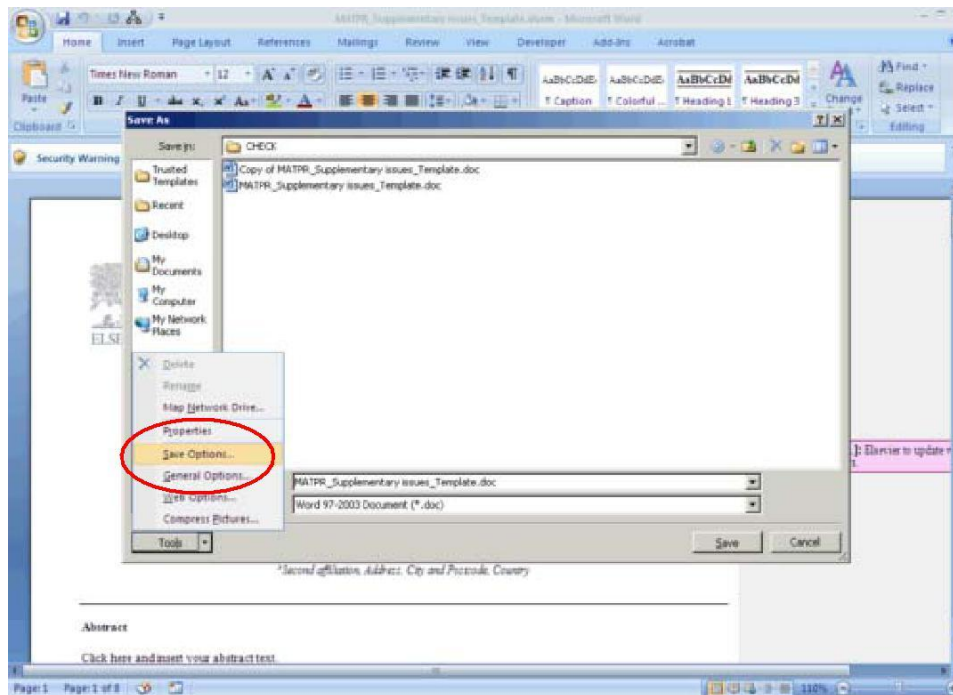 MATPR_Supplementary issues_Template.docm - Microsoft Word
Home Insert Page Layout References Mailings Review View Developer Add-Ins Acrobat
Times New Roman 12
Paste
Clipboard
B I U abc
AaBbCcDdEe AaBbCcDdE AaBbCcDd AaBbCcDd
¶ Caption ¶ Colorful ... ¶ Heading 1 ¶ Heading 3
Change
Find
Replace
Select
Editing
Security Warning
Save As
Save in: CHECK
Trusted Templates
Recent
Desktop
My Documents
My Computer
My Network Places
Copy of MATPR_Supplementary issues_Template.doc
MATPR_Supplementary issues_Template.doc
Delete
Rename
Map Network Drive...
Properties
Save Options...
General Options...
Web Options...
Compress Pictures...
Tools
MATPR_Supplementary issues_Template.doc
Word 97-2003 Document (*.doc)
Save Cancel
ELSE
]: Elsevier to update
Second affiliation, Address, City and Postcode, Country
Abstract
Click here and insert your abstract text.
Page: 1 Page: 1 of 8 110%